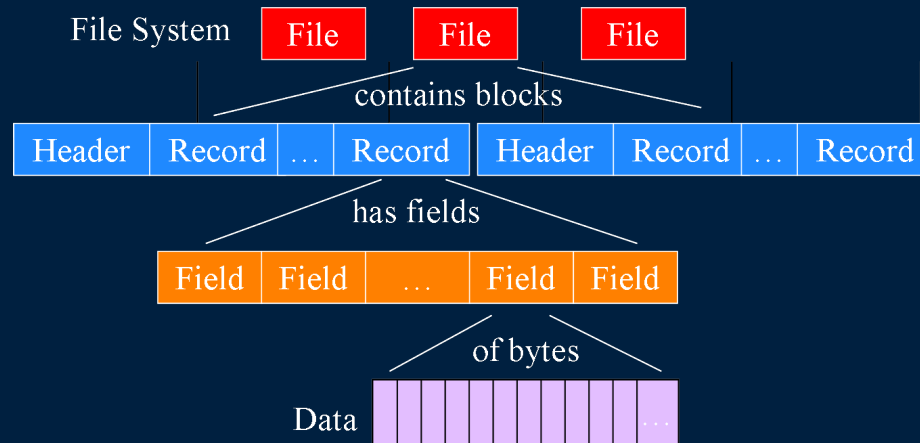 File System File File File
contains blocks
Header Record ... Record Header Record ... Record
has fields
Field Field ... Field Field
of bytes
Data ...